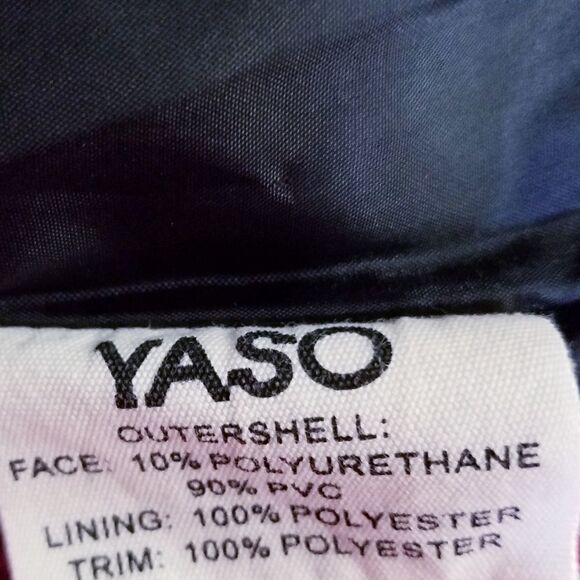 YASO
OUTERSHELL:
FACE: 10% POLYURETHANE
90% PVC
LINING: 100% POLYESTER
TRIM: 100% POLYESTER